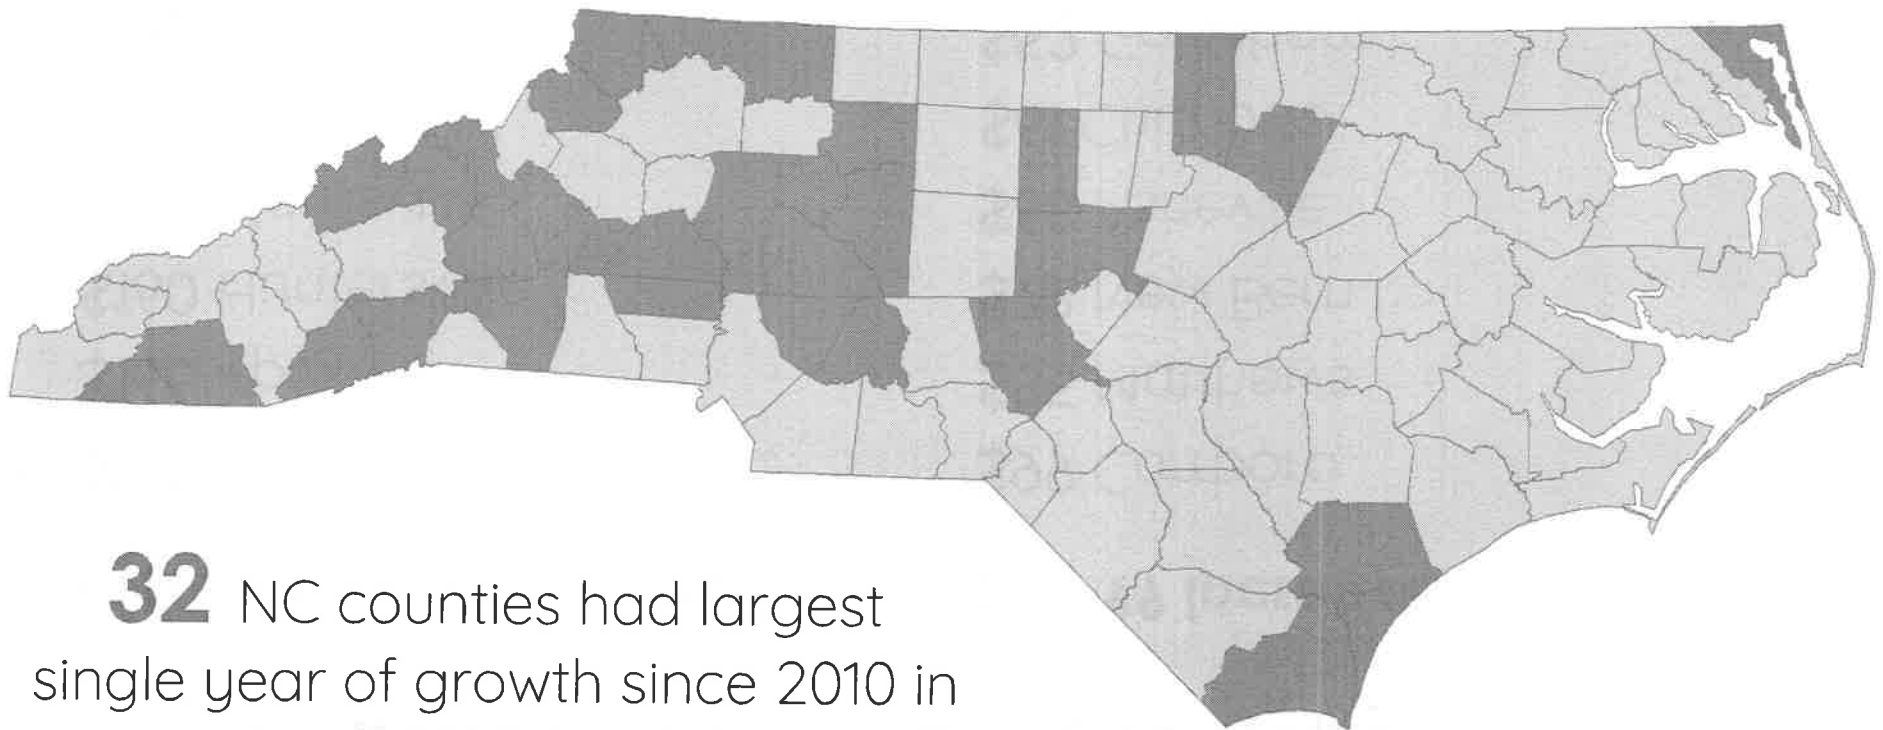 32 NC counties had largest
single year of growth since 2010 in